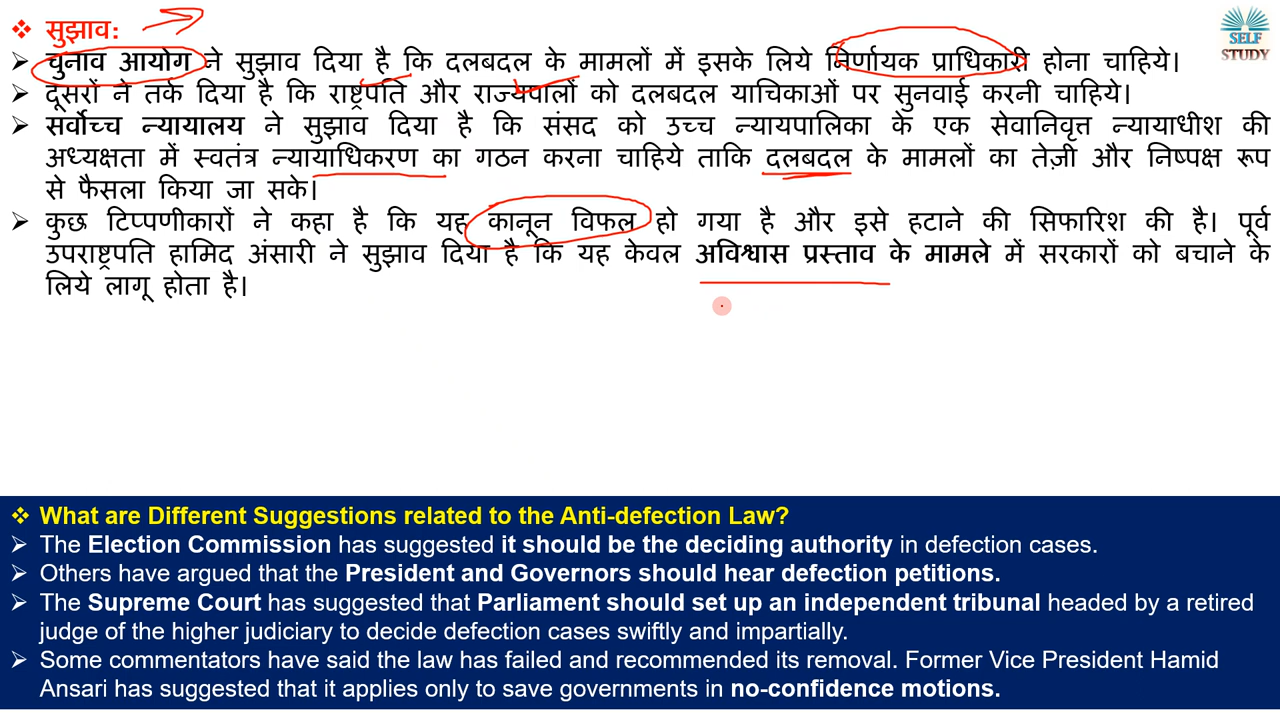 ❖ सुझाव:
SELF
STUDY
➢ चुनाव आयोग ने सुझाव दिया है कि दलबदल के मामलों में इसके लिये निर्णायक प्राधिकारी होना चाहिये।
➢ दूसरों ने तर्क दिया है कि राष्ट्रपति और राज्यपालों को दलबदल याचिकाओं पर सुनवाई करनी चाहिये।
➢ सर्वोच्च न्यायालय ने सुझाव दिया है कि संसद को उच्च न्यायपालिका के एक सेवानिवृत्त न्यायाधीश की
अध्यक्षता में स्वतंत्र न्यायाधिकरण का गठन करना चाहिये ताकि दलबदल के मामलों का तेज़ी और निष्पक्ष रूप
से फैसला किया जा सके।
➢ कुछ टिप्पणीकारों ने कहा है कि यह कानून विफल हो गया है और इसे हटाने की सिफारिश की है। पूर्व
उपराष्ट्रपति हामिद अंसारी ने सुझाव दिया है कि यह केवल अविश्वास प्रस्ताव के मामले में सरकारों को बचाने के
लिये लागू होता है।
❖ What are Different Suggestions related to the Anti-defection Law?
➢ The Election Commission has suggested it should be the deciding authority in defection cases.
➢ Others have argued that the President and Governors should hear defection petitions.
➢ The Supreme Court has suggested that Parliament should set up an independent tribunal headed by a retired
judge of the higher judiciary to decide defection cases swiftly and impartially.
➢ Some commentators have said the law has failed and recommended its removal. Former Vice President Hamid
Ansari has suggested that it applies only to save governments in no-confidence motions.